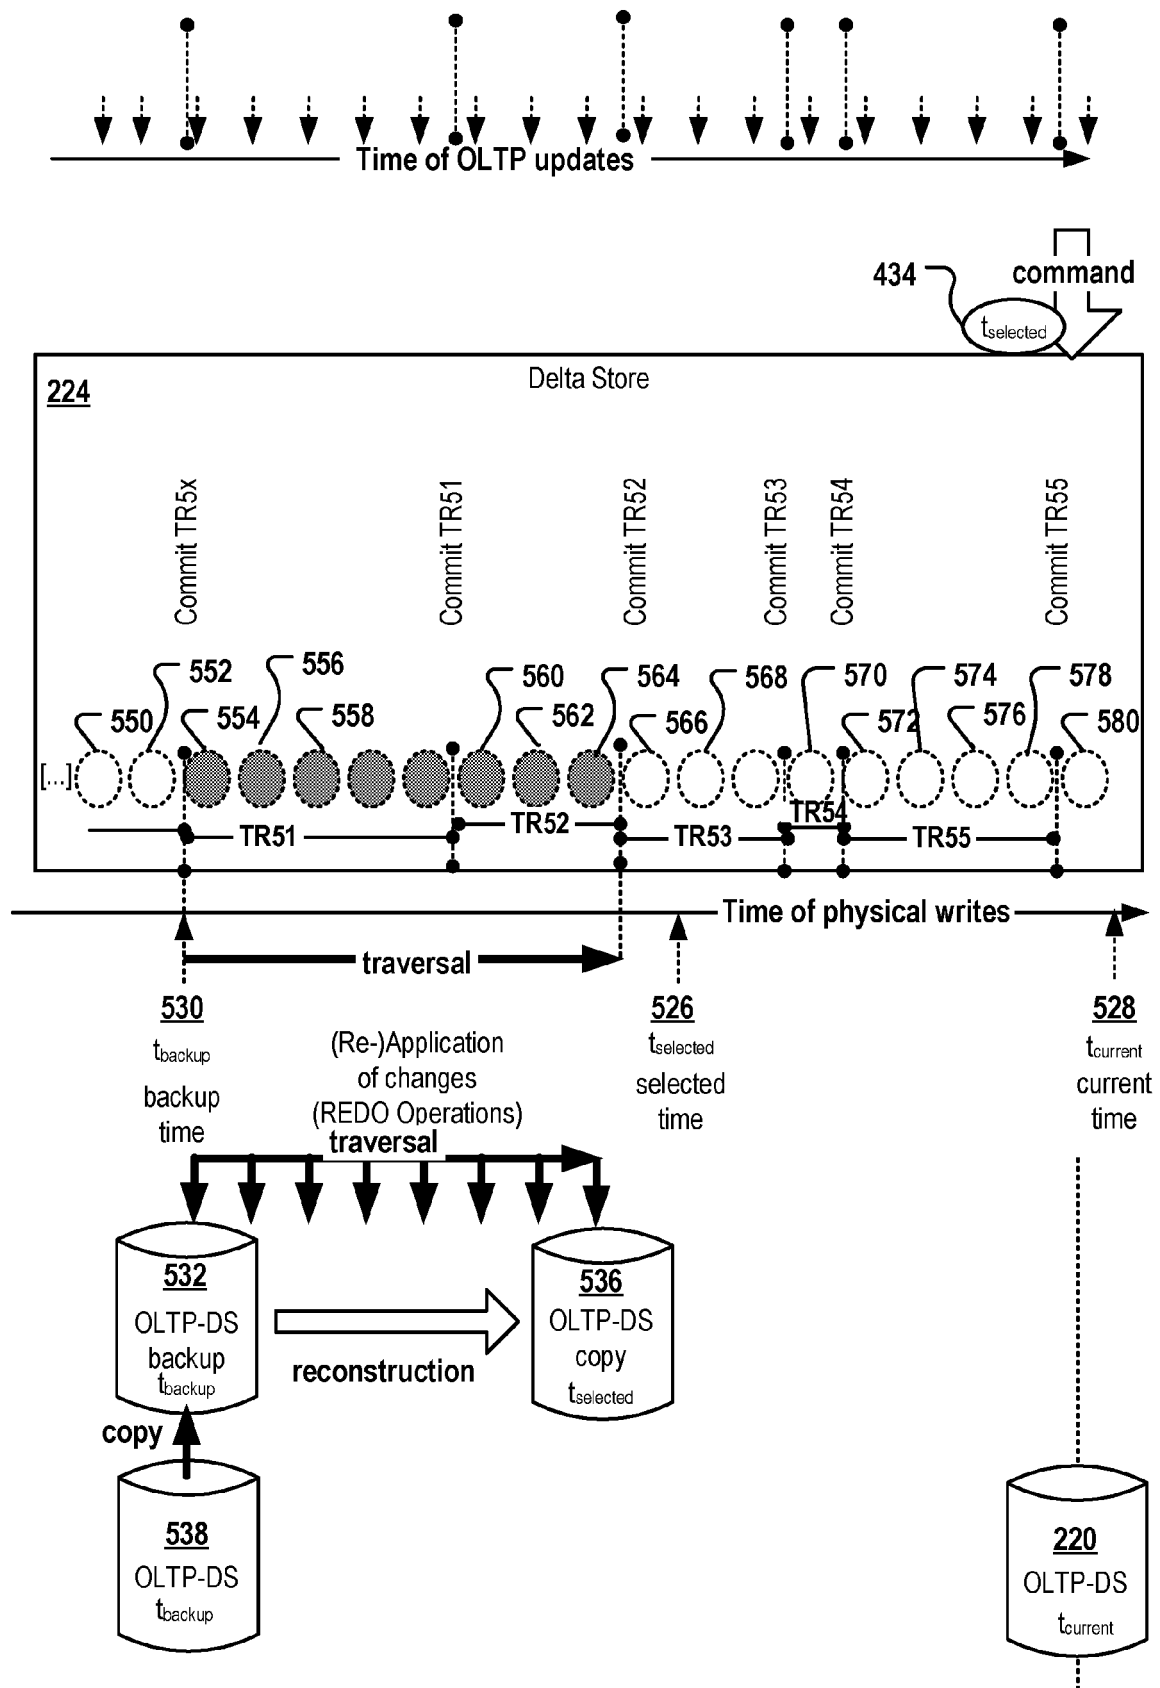 Time of OLTP updates
434
command
tselected
224
Delta Store
Commit TR5x
Commit TR51
Commit TR52
Commit TR53
Commit TR54
Commit TR55
550
552
554
556
558
560
562
564
566
568
570
572
574
576
578
580
[...]
TR51
TR52
TR53
TR54
TR55
Time of physical writes
traversal
530
tbackup
backup
time
526
tselected
selected
time
528
tcurrent
current
time
(Re-)Application
of changes
(REDO Operations)
traversal
532
OLTP-DS
backup
tbackup
reconstruction
536
OLTP-DS
copy
tselected
copy
538
OLTP-DS
tbackup
220
OLTP-DS
tcurrent